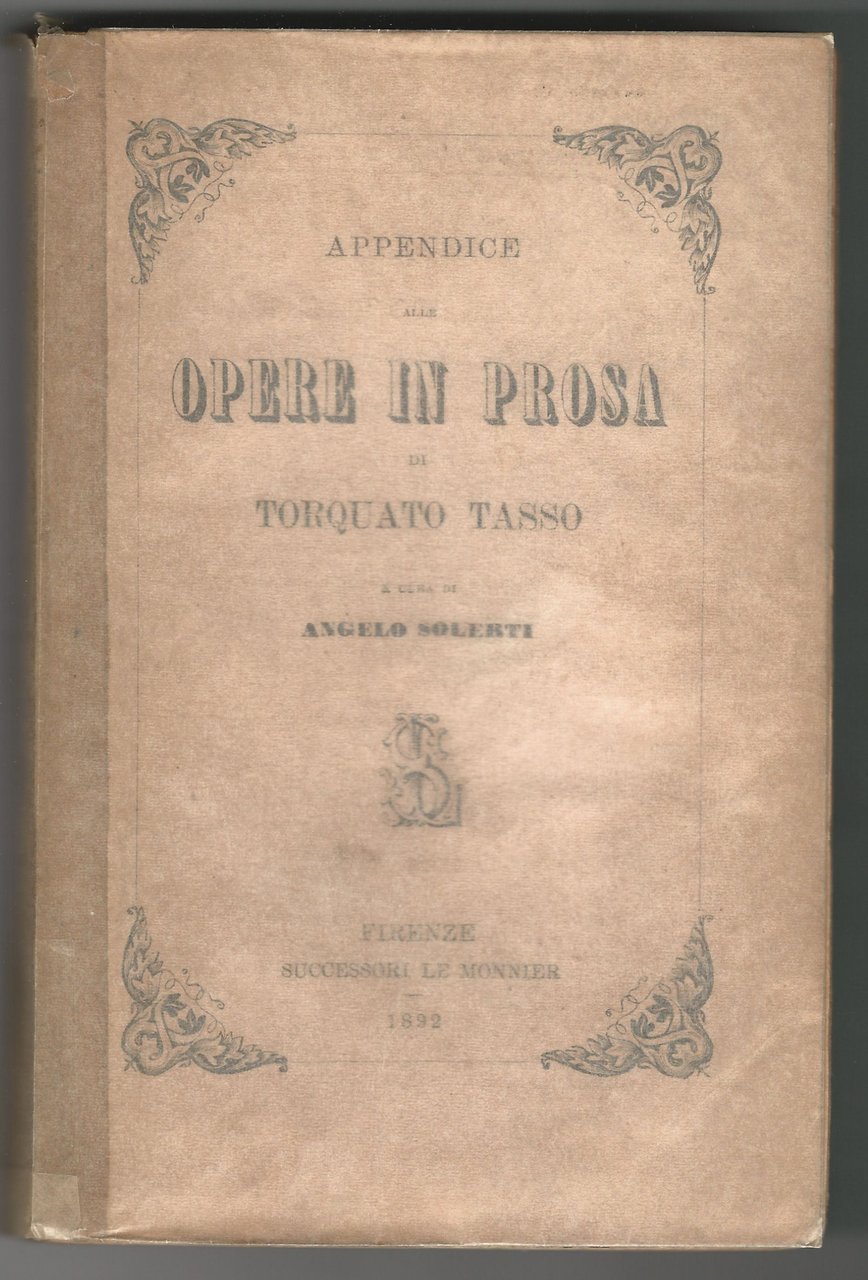 APPENDICE
ALLE
OPERE IN PROSA
DI
TORQUATO TASSO
A CURA DI
ANGELO SOLERTI
FIRENZE
SUCCESSORI LE MONNIER
1892